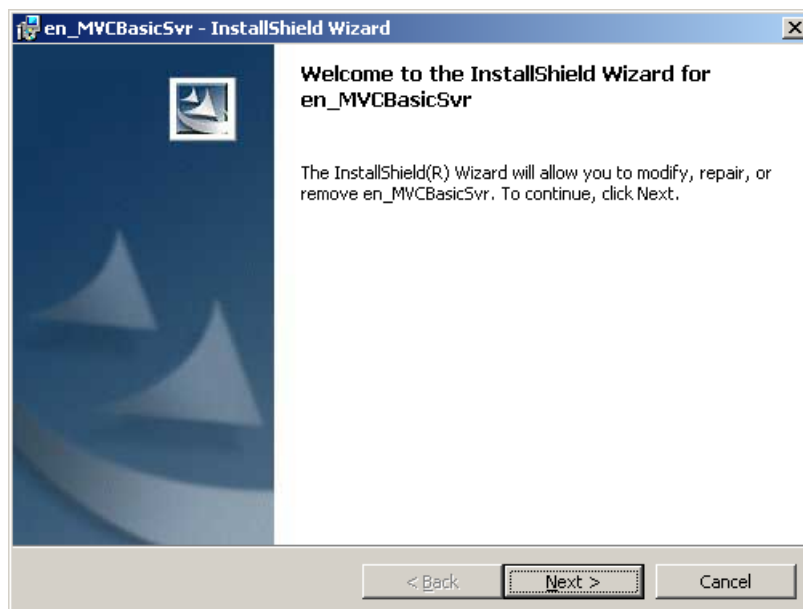 en_MVCBasicSvr - InstallShield Wizard
Welcome to the InstallShield Wizard for
en_MVCBasicSvr
The InstallShield(R) Wizard will allow you to modify, repair, or
remove en_MVCBasicSvr. To continue, click Next.
< Back Next > Cancel